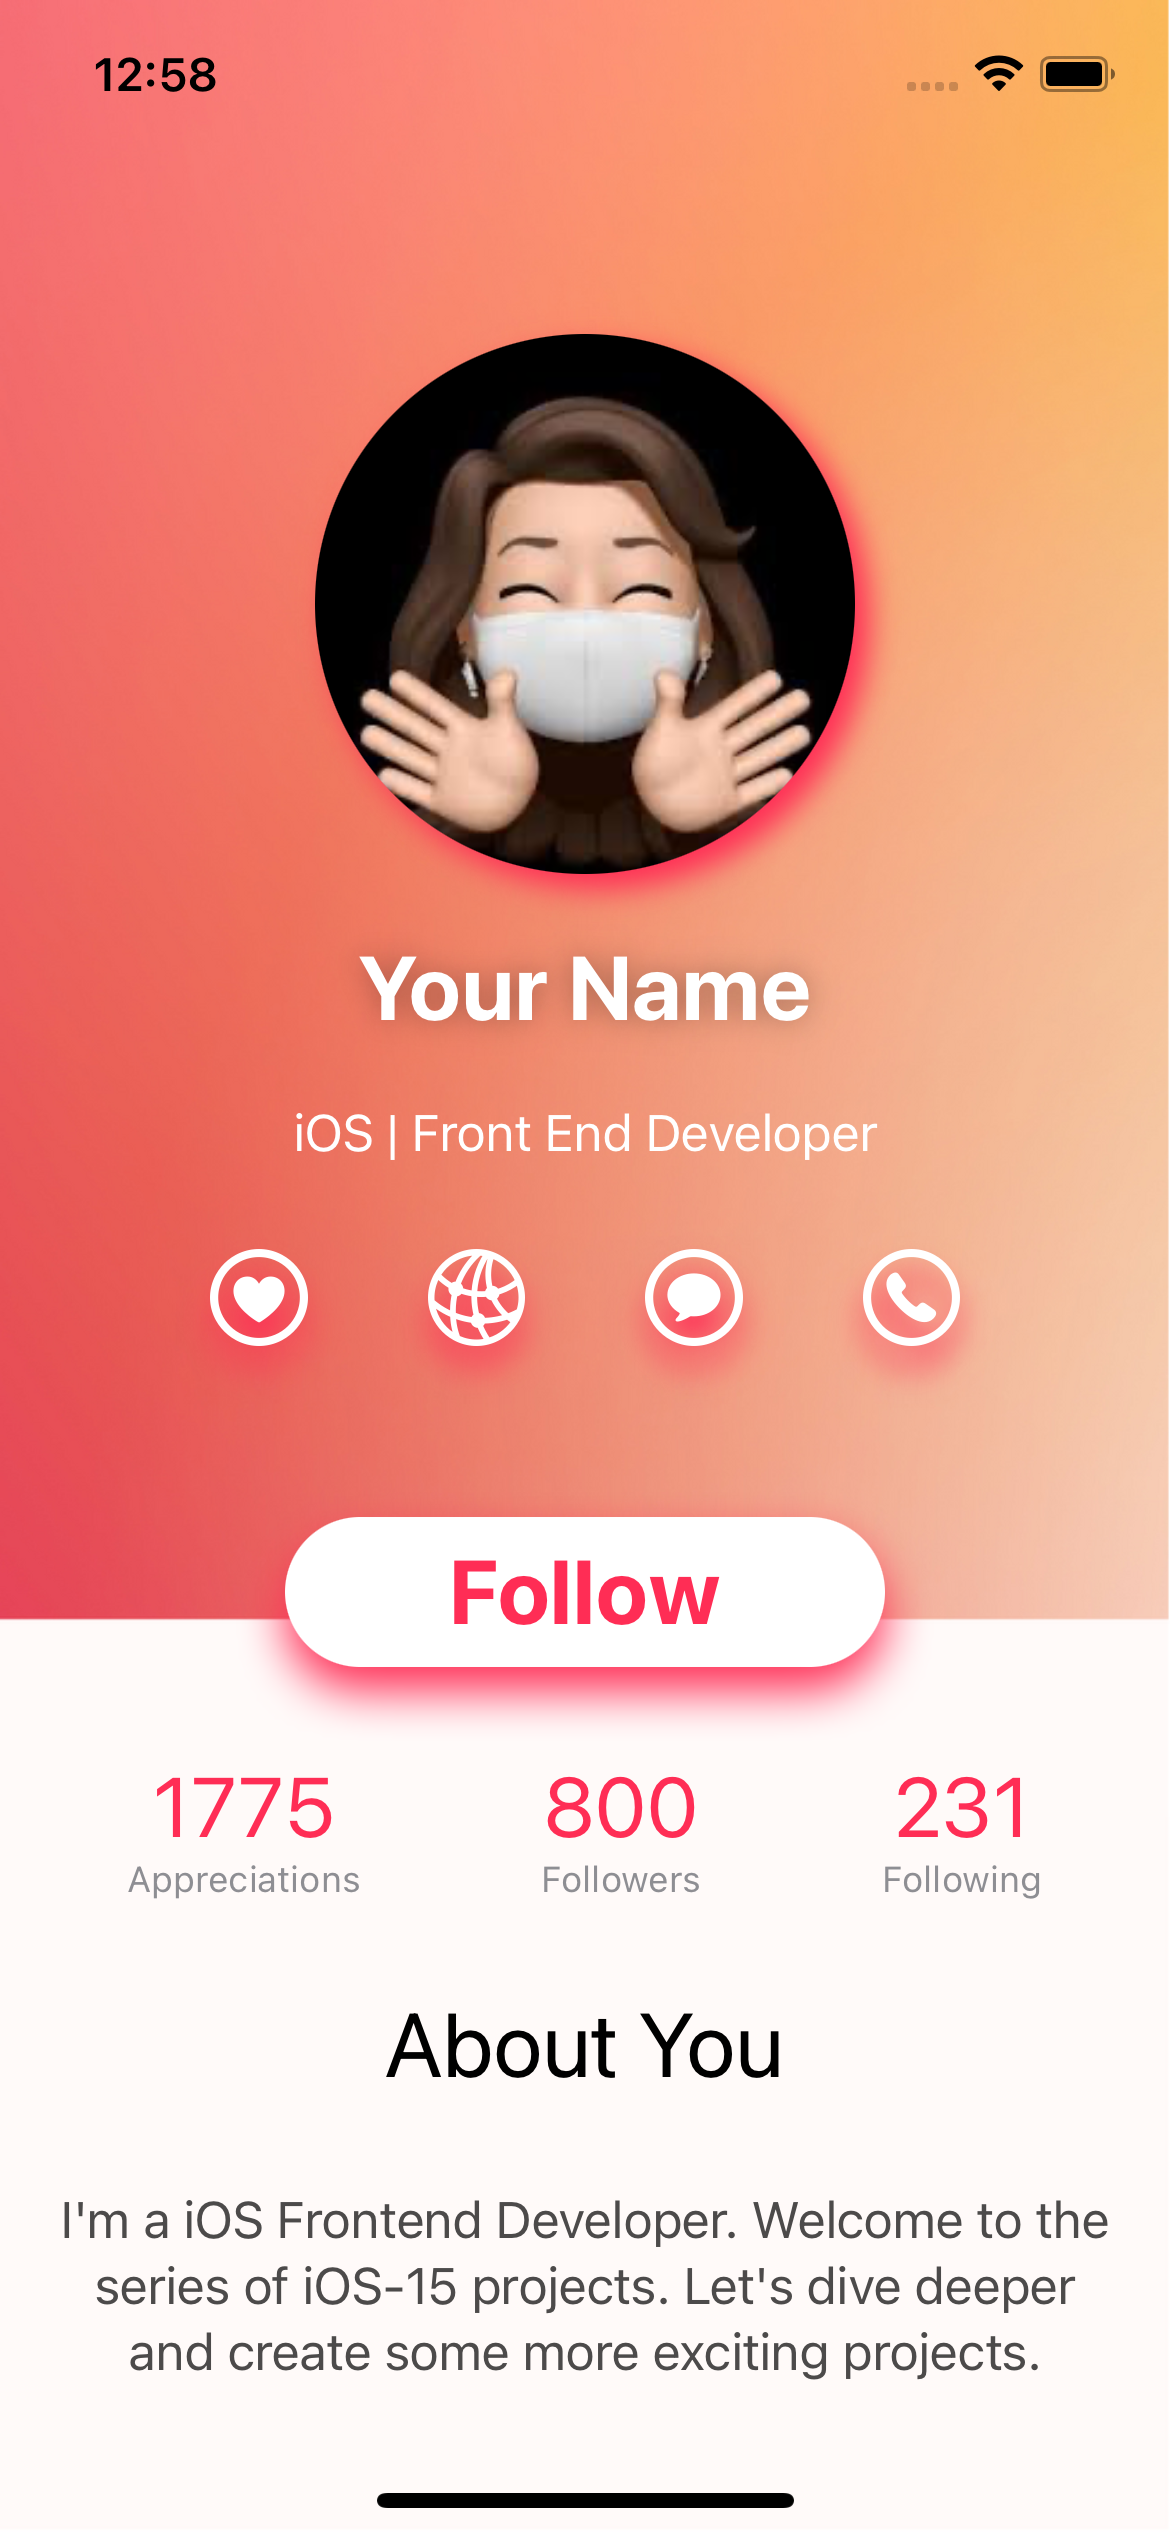 12:58
Your Name
iOS | Front End Developer
Follow
1775 800 231
Appreciations Followers Following
About You
I'm a iOS Frontend Developer. Welcome to the
series of iOS-15 projects. Let's dive deeper
and create some more exciting projects.